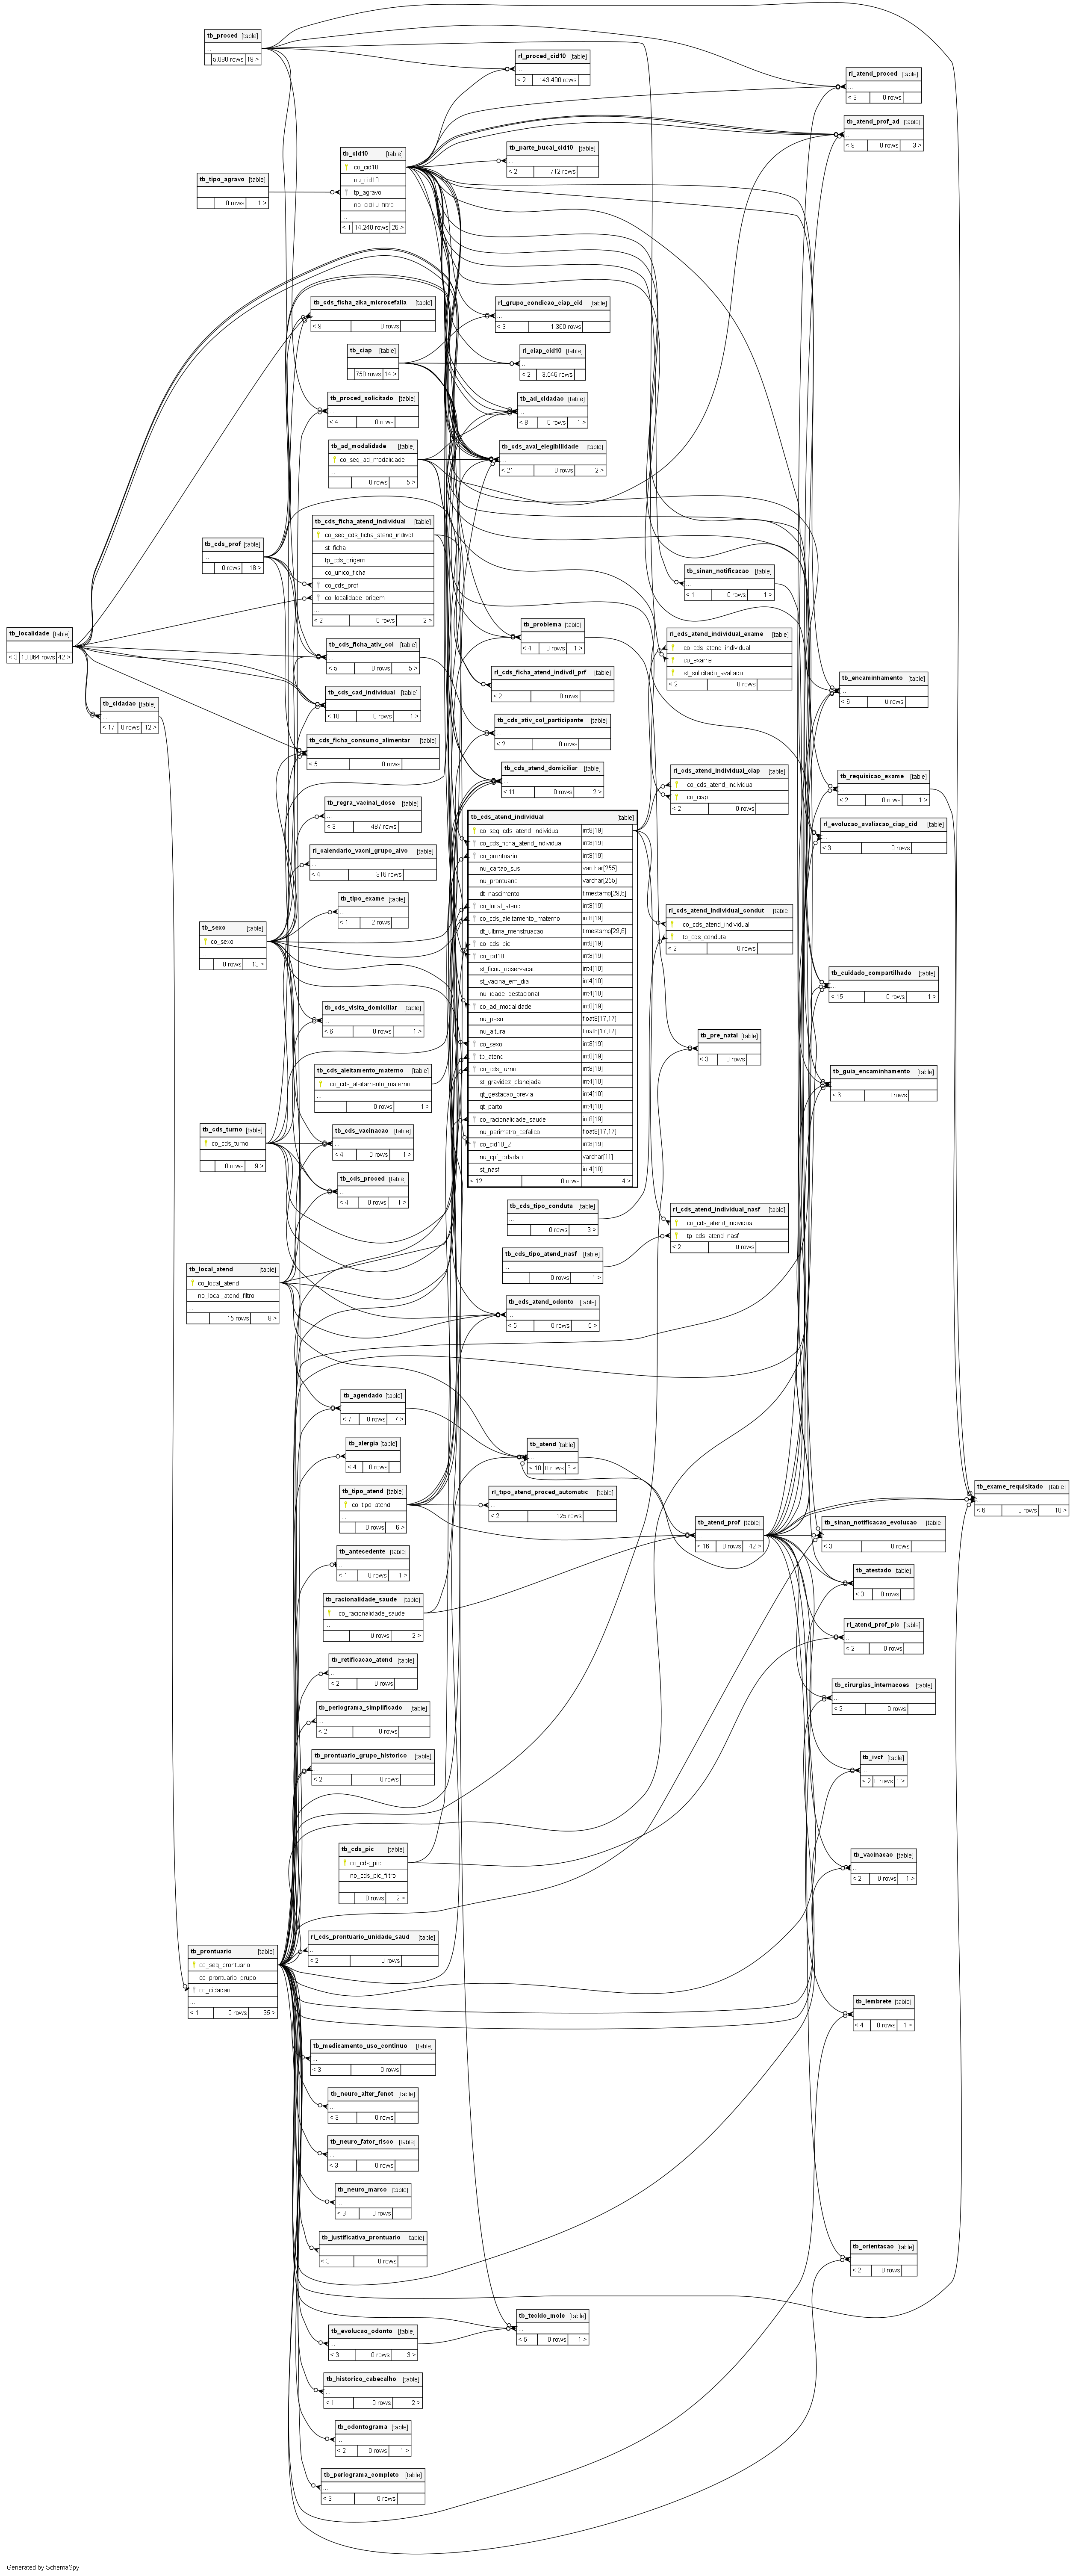 tb_proced [table]
...
5.080 rows 19 >
rl_proced_cid10 [table]
...
< 2 143.400 rows
rl_atend_proced [table]
...
< 3 0 rows
tb_atend_prof_ad [table]
...
< 9 0 rows 3 >
tb_cid10 [table]
co_cid10
nu_cid10
tp_agravo
no_cid10_filtro
...
< 1 14.240 rows 26 >
tb_parte_bucal_cid10 [table]
...
< 2 712 rows
tb_tipo_agravo [table]
...
0 rows 1 >
tb_cds_ficha_zika_microcefalia [table]
...
< 9 0 rows
rl_grupo_condicao_ciap_cid [table]
...
< 3 1.360 rows
tb_ciap [table]
...
750 rows 14 >
rl_ciap_cid10 [table]
...
< 2 3.546 rows
tb_proced_solicitado [table]
...
< 4 0 rows
tb_ad_cidadao [table]
...
< 8 0 rows 1 >
tb_ad_modalidade [table]
co_seq_ad_modalidade
...
0 rows 5 >
tb_cds_aval_elegibilidade [table]
...
< 21 0 rows 2 >
tb_cds_ficha_atend_individual [table]
co_seq_cds_ficha_atend_indivdl
st_ficha
tp_cds_origem
co_unico_ficha
co_cds_prof
co_localidade_origem
...
< 2 0 rows 2 >
tb_cds_prof [table]
...
0 rows 18 >
tb_sinan_notificacao [table]
...
< 1 0 rows 1 >
tb_localidade [table]
...
< 3 10.864 rows 42 >
tb_problema [table]
...
< 4 0 rows 1 >
rl_cds_atend_individual_exame [table]
co_cds_atend_individual
co_exame
st_solicitado_avaliado
< 2 0 rows
tb_cds_ficha_ativ_col [table]
...
< 5 0 rows 5 >
rl_cds_ficha_atend_indivdl_prf [table]
...
< 2 0 rows
tb_encaminhamento [table]
...
< 6 0 rows
tb_cidadao [table]
...
< 17 0 rows 12 >
tb_cds_cad_individual [table]
...
< 10 0 rows 1 >
tb_cds_ativ_col_participante [table]
...
< 2 0 rows
tb_cds_ficha_consumo_alimentar [table]
...
< 5 0 rows
tb_cds_atend_domiciliar [table]
...
< 11 0 rows 2 >
rl_cds_atend_individual_ciap [table]
co_cds_atend_individual
co_ciap
< 2 0 rows
tb_requisicao_exame [table]
...
< 2 0 rows 1 >
tb_regra_vacinal_dose [table]
...
< 3 487 rows
rl_evolucao_avaliacao_ciap_cid [table]
...
< 3 0 rows
tb_cds_atend_individual [table]
co_seq_cds_atend_individual int8[19]
co_cds_ficha_atend_individual int8[19]
co_prontuario int8[19]
nu_cartao_sus varchar[255]
nu_prontuario varchar[255]
dt_nascimento timestamp[29,6]
co_local_atend int8[19]
co_cds_aleitamento_materno int8[19]
dt_ultima_menstruacao timestamp[29,6]
co_cds_pic int8[19]
co_cid10 int8[19]
st_ficou_observacao int4[10]
st_vacina_em_dia int4[10]
nu_idade_gestacional int4[10]
co_ad_modalidade int8[19]
nu_peso float8[17,17]
nu_altura float8[17,17]
co_sexo int8[19]
tp_atend int8[19]
co_cds_turno int8[19]
st_gravidez_planejada int4[10]
qt_gestacao_previa int4[10]
qt_parto int4[10]
co_racionalidade_saude int8[19]
nu_perimetro_cefalico float8[17,17]
co_cid10_2 int8[19]
nu_cpf_cidadao varchar[11]
st_nasf int4[10]
< 12 0 rows 4 >
rl_calendario_vacnl_grupo_alvo [table]
...
< 4 316 rows
tb_tipo_exame [table]
...
< 1 2 rows
rl_cds_atend_individual_condut [table]
co_cds_atend_individual
tp_cds_conduta
< 2 0 rows
tb_sexo [table]
co_sexo
...
0 rows 13 >
tb_cuidado_compartilhado [table]
...
< 15 0 rows 1 >
tb_cds_visita_domiciliar [table]
...
< 6 0 rows 1 >
tb_pre_natal [table]
...
< 3 0 rows
tb_cds_aleitamento_materno [table]
co_cds_aleitamento_materno
...
0 rows 1 >
tb_guia_encaminhamento [table]
...
< 6 0 rows
tb_cds_turno [table]
co_cds_turno
...
0 rows 9 >
tb_cds_vacinacao [table]
...
< 4 0 rows 1 >
tb_cds_proced [table]
...
< 4 0 rows 1 >
tb_cds_tipo_conduta [table]
...
0 rows 3 >
rl_cds_atend_individual_nasf [table]
co_cds_atend_individual
tp_cds_atend_nasf
< 2 0 rows
tb_cds_tipo_atend_nasf [table]
...
0 rows 1 >
tb_local_atend [table]
co_local_atend
no_local_atend_filtro
...
15 rows 8 >
tb_cds_atend_odonto [table]
...
< 5 0 rows 5 >
tb_agendado [table]
...
< 7 0 rows 7 >
tb_alergia [table]
...
< 4 0 rows
tb_atend [table]
...
< 10 0 rows 3 >
tb_tipo_atend [table]
co_tipo_atend
...
0 rows 6 >
rl_tipo_atend_proced_automatic [table]
...
< 2 126 rows
tb_exame_requisitado [table]
...
< 6 0 rows 10 >
tb_atend_prof [table]
...
< 16 0 rows 42 >
tb_sinan_notificacao_evolucao [table]
...
< 3 0 rows
tb_antecedente [table]
...
< 1 0 rows 1 >
tb_atestado [table]
...
< 3 0 rows
tb_racionalidade_saude [table]
co_racionalidade_saude
...
0 rows 2 >
rl_atend_prof_pic [table]
...
< 2 0 rows
tb_retificacao_atend [table]
...
< 2 0 rows
tb_cirurgias_internacoes [table]
...
< 2 0 rows
tb_periograma_simplificado [table]
...
< 2 0 rows
tb_prontuario_grupo_historico [table]
...
< 2 0 rows
tb_ivcf [table]
...
< 2 0 rows 1 >
tb_cds_pic [table]
co_cds_pic
no_cds_pic_filtro
...
8 rows 2 >
tb_vacinacao [table]
...
< 2 0 rows 1 >
rl_cds_prontuario_unidade_saud [table]
...
< 2 0 rows
tb_prontuario [table]
co_seq_prontuario
co_prontuario_grupo
co_cidadao
...
< 1 0 rows 35 >
tb_lembrete [table]
...
< 4 0 rows 1 >
tb_medicamento_uso_continuo [table]
...
< 3 0 rows
tb_neuro_alter_fenot [table]
...
< 3 0 rows
tb_neuro_fator_risco [table]
...
< 3 0 rows
tb_neuro_marco [table]
...
< 3 0 rows
tb_justificativa_prontuario [table]
...
< 3 0 rows
tb_orientacao [table]
...
< 2 0 rows
tb_tecido_mole [table]
...
< 5 0 rows 1 >
tb_evolucao_odonto [table]
...
< 3 0 rows 3 >
tb_historico_cabecalho [table]
...
< 1 0 rows 2 >
tb_odontograma [table]
...
< 2 0 rows 1 >
tb_periograma_completo [table]
...
< 3 0 rows
Generated by SchemaSpy